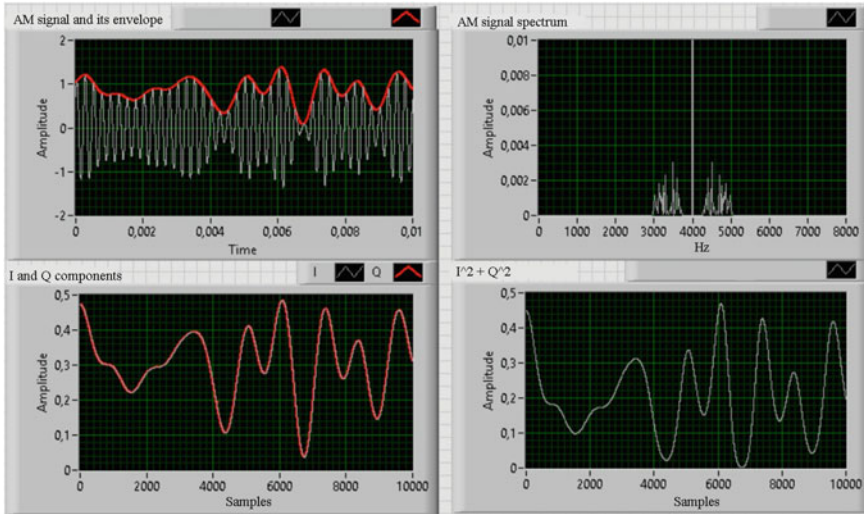 AM signal and its envelope
2
1
0
-1
-2
Amplitude
0 0,002 0,004 0,006 0,008 0,01
Time
AM signal spectrum
0,01
0,008
0,006
0,004
0,002
0
Amplitude
0 1000 2000 3000 4000 5000 6000 7000 8000
Hz
I and Q components
I Q
0,5
0,4
0,3
0,2
0,1
0
Amplitude
0 2000 4000 6000 8000 10000
Samples
I^2 + Q^2
0,5
0,4
0,3
0,2
0,1
0
Amplitude
0 2000 4000 6000 8000 10000
Samples